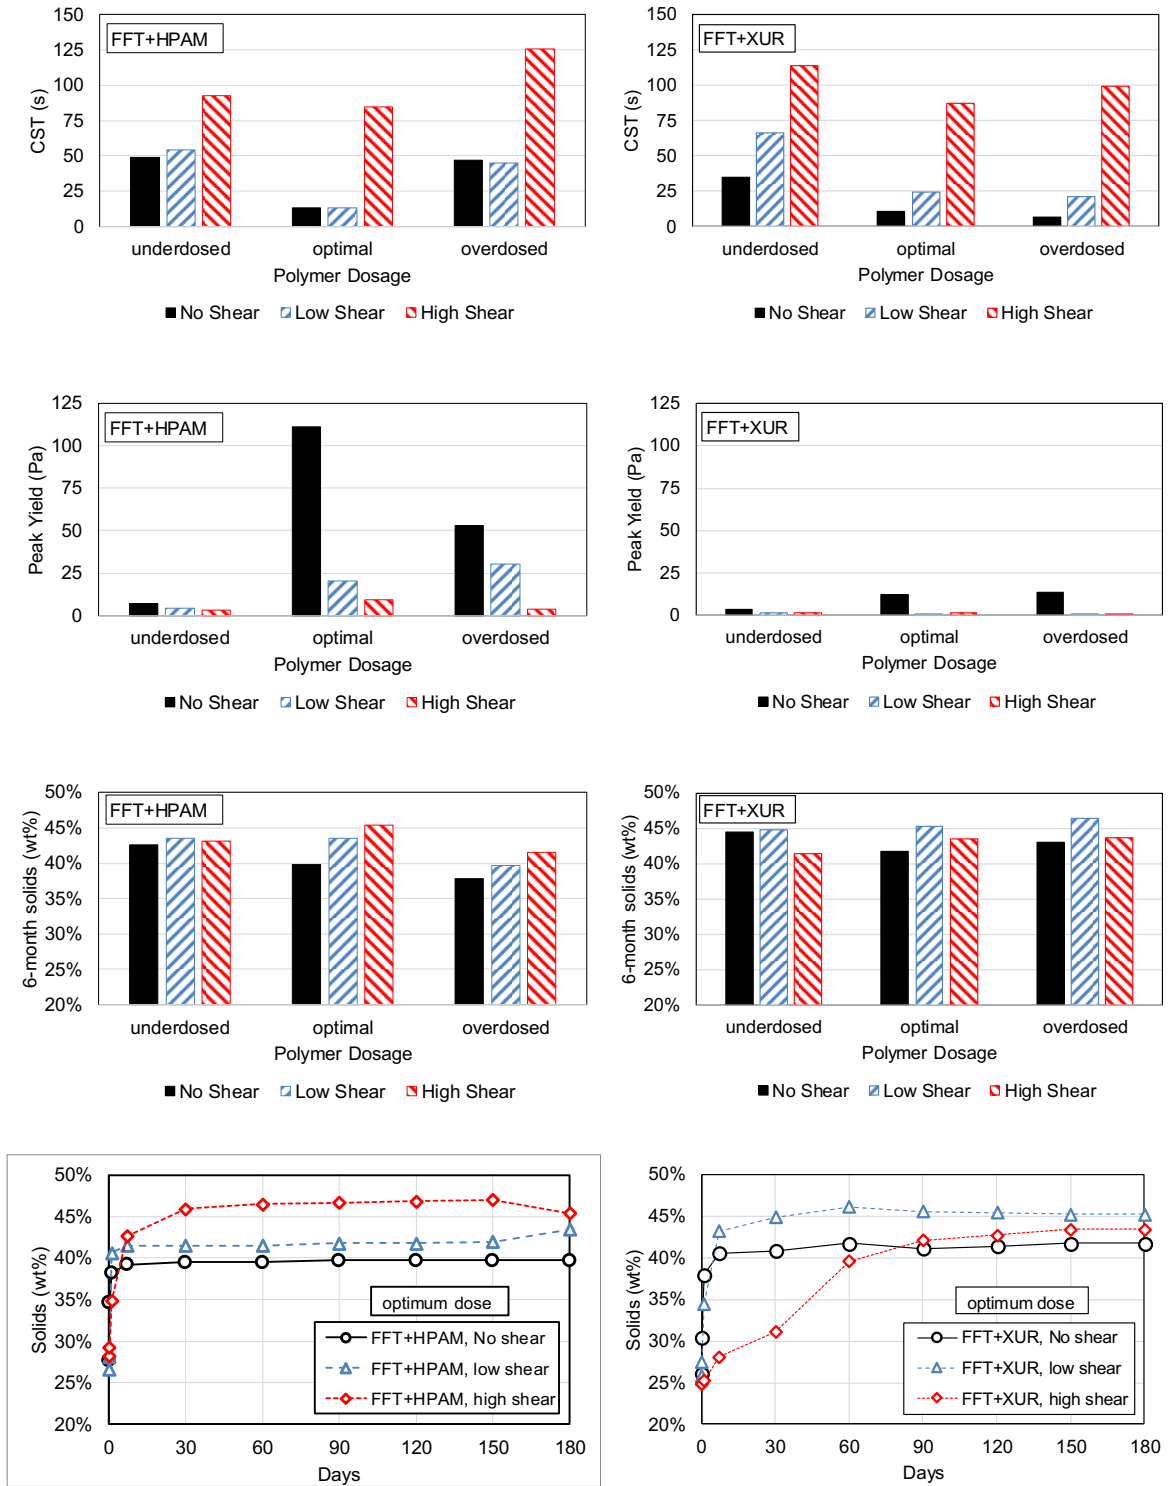 150
125
100
75
50
25
0
CST (s)
FFT+HPAM
underdosed optimal overdosed
Polymer Dosage
No Shear Low Shear High Shear
150
125
100
75
50
25
0
CST (s)
FFT+XUR
underdosed optimal overdosed
Polymer Dosage
No Shear Low Shear High Shear
125
100
75
50
25
0
Peak Yield (Pa)
FFT+HPAM
underdosed optimal overdosed
Polymer Dosage
No Shear Low Shear High Shear
125
100
75
50
25
0
Peak Yield (Pa)
FFT+XUR
underdosed optimal overdosed
Polymer Dosage
No Shear Low Shear High Shear
50%
45%
40%
35%
30%
25%
20%
6-month solids (wt%)
FFT+HPAM
underdosed optimal overdosed
Polymer Dosage
No Shear Low Shear High Shear
50%
45%
40%
35%
30%
25%
20%
6-month solids (wt%)
FFT+XUR
underdosed optimal overdosed
Polymer Dosage
No Shear Low Shear High Shear
50%
45%
40%
35%
30%
25%
20%
Solids (wt%)
optimum dose
FFT+HPAM, No shear
FFT+HPAM, low shear
FFT+HPAM, high shear
0 30 60 90 120 150 180
Days
50%
45%
40%
35%
30%
25%
20%
Solids (wt%)
optimum dose
FFT+XUR, No shear
FFT+XUR, low shear
FFT+XUR, high shear
0 30 60 90 120 150 180
Days